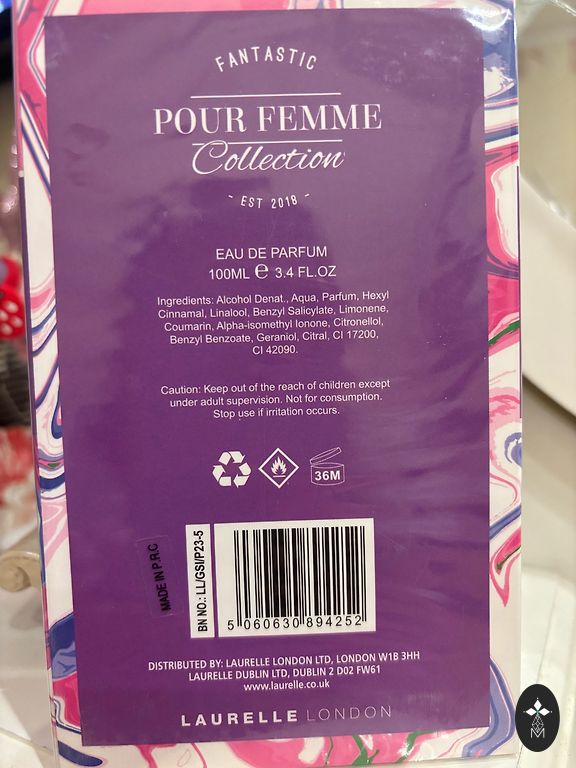 FANTASTIC
POUR FEMME
Collection
- EST 2018 -
EAU DE PARFUM
100ML ℮ 3.4 FL.OZ
Ingredients: Alcohol Denat., Aqua, Parfum, Hexyl
Cinnamal, Linalool, Benzyl Salicylate, Limonene,
Coumarin, Alpha-isomethyl Ionone, Citronellol,
Benzyl Benzoate, Geraniol, Citral, CI 17200,
CI 42090.
Caution: Keep out of the reach of children except
under adult supervision. Not for consumption.
Stop use if irritation occurs.
36M
MADE IN P.R.C
BN NO.: LL/GSI/P23-5
5 060630 894252
DISTRIBUTED BY: LAURELLE LONDON LTD, LONDON W1B 3HH
LAURELLE DUBLIN LTD, DUBLIN 2 D02 FW61
www.laurelle.co.uk
LAURELLE LONDON